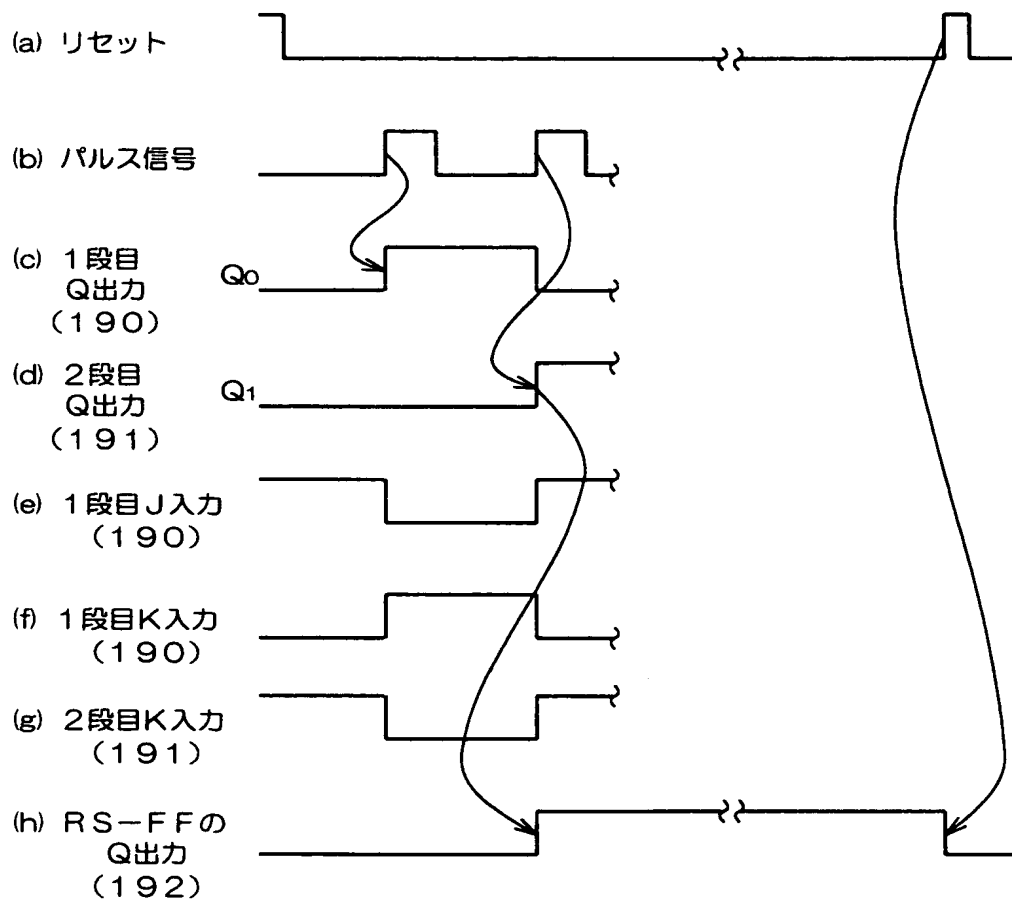 (a) リセット
(b) パルス信号
(c) 1段目
Q出力
(190)
Q0
(d) 2段目
Q出力
(191)
Q1
(e) 1段目J入力
(190)
(f) 1段目K入力
(190)
(g) 2段目K入力
(191)
(h) RS-FFの
Q出力
(192)